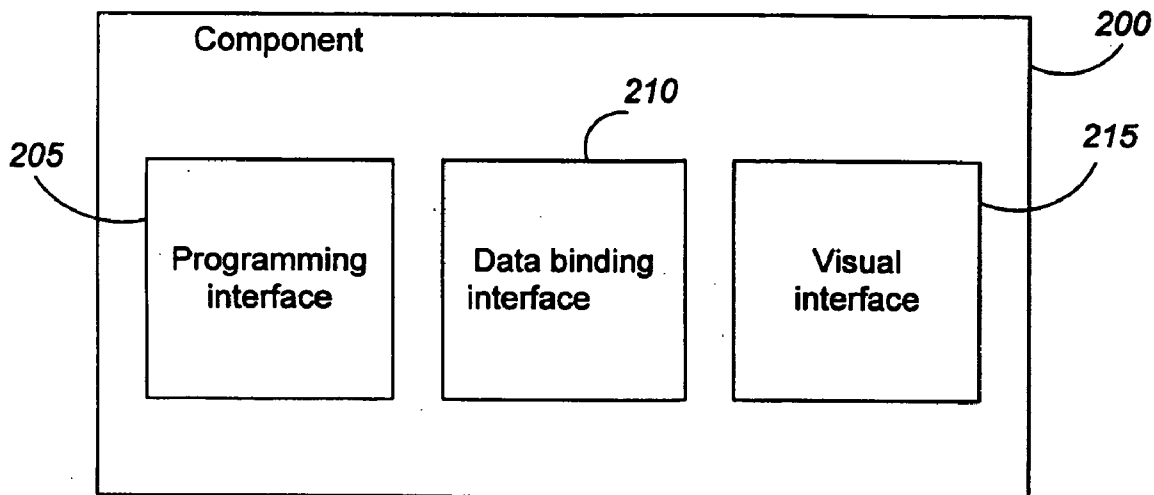 Component
200
210
205
215
Programming
interface
Data binding
interface
Visual
interface